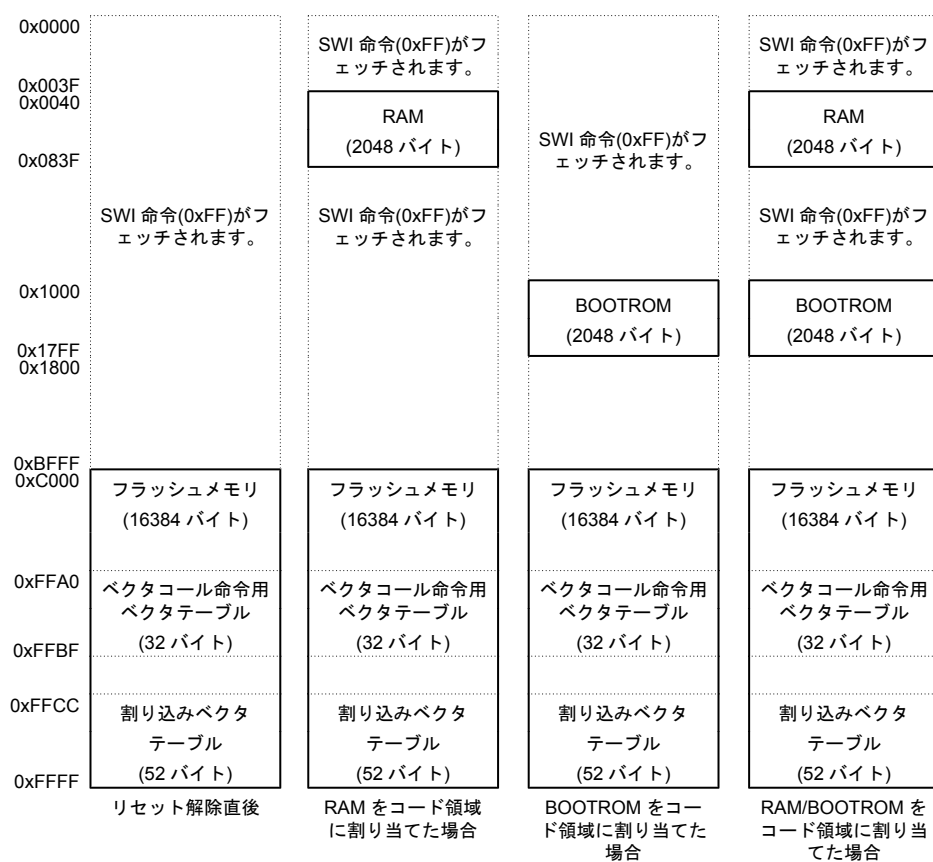 0x0000
0x003F
0x0040
0x083F
0x1000
0x17FF
0x1800
0xBFFF
0xC000
0xFFA0
0xFFBF
0xFFCC
0xFFFF
SWI 命令(0xFF)がフ
ェッチされます。
フラッシュメモリ
(16384 バイト)
ベクタコール命令用
ベクタテーブル
(32 バイト)
割り込みベクタ
テーブル
(52 バイト)
リセット解除直後
SWI 命令(0xFF)がフ
ェッチされます。
RAM
(2048 バイト)
SWI 命令(0xFF)がフ
ェッチされます。
フラッシュメモリ
(16384 バイト)
ベクタコール命令用
ベクタテーブル
(32 バイト)
割り込みベクタ
テーブル
(52 バイト)
RAM をコード領域
に割り当てた場合
SWI 命令(0xFF)がフ
ェッチされます。
BOOTROM
(2048 バイト)
フラッシュメモリ
(16384 バイト)
ベクタコール命令用
ベクタテーブル
(32 バイト)
割り込みベクタ
テーブル
(52 バイト)
BOOTROM をコー
ド領域に割り当てた
場合
SWI 命令(0xFF)がフ
ェッチされます。
RAM
(2048 バイト)
SWI 命令(0xFF)がフ
ェッチされます。
BOOTROM
(2048 バイト)
フラッシュメモリ
(16384 バイト)
ベクタコール命令用
ベクタテーブル
(32 バイト)
割り込みベクタ
テーブル
(52 バイト)
RAM/BOOTROM を
コード領域に割り当
てた場合